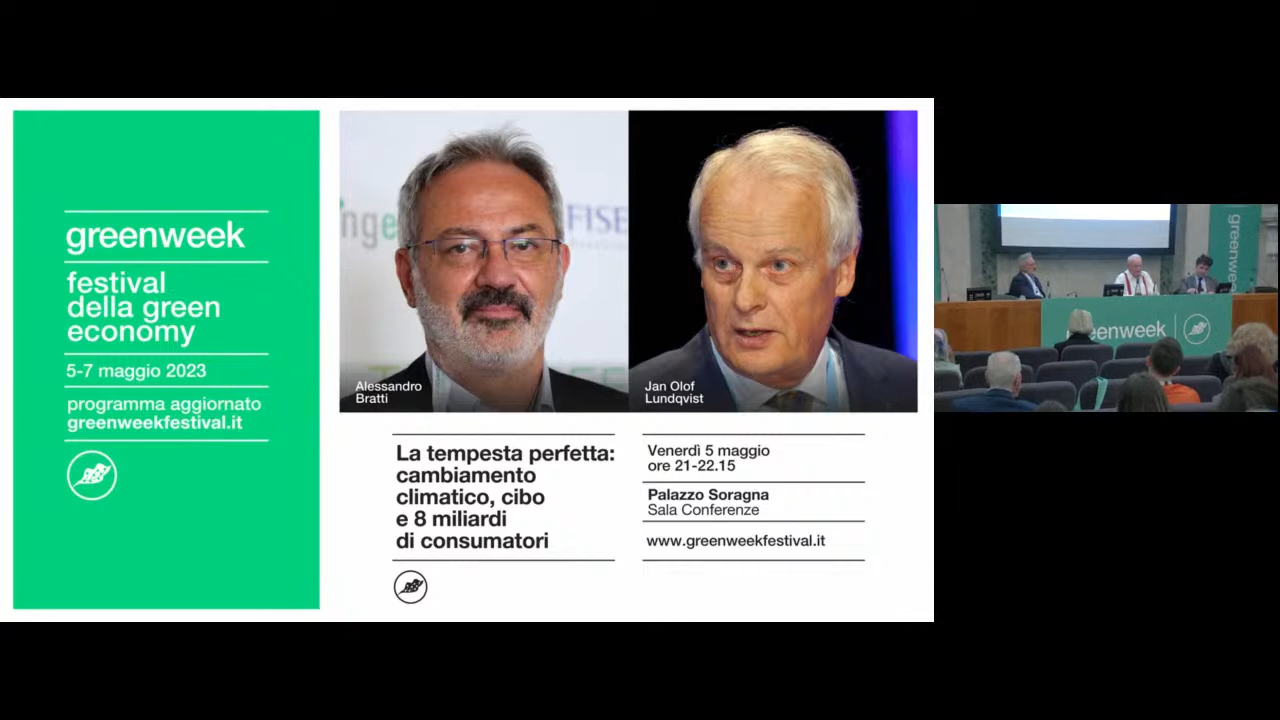 greenweek
festival
della green
economy
5-7 maggio 2023
programma aggiornato
greenweekfestival.it
FISE
Alessandro
Bratti
Jan Olof
Lundqvist
La tempesta perfetta:
cambiamento
climatico, cibo
e 8 miliardi
di consumatori
Venerdì 5 maggio
ore 21-22.15
Palazzo Soragna
Sala Conferenze
www.greenweekfestival.it
greenweek
greenweek